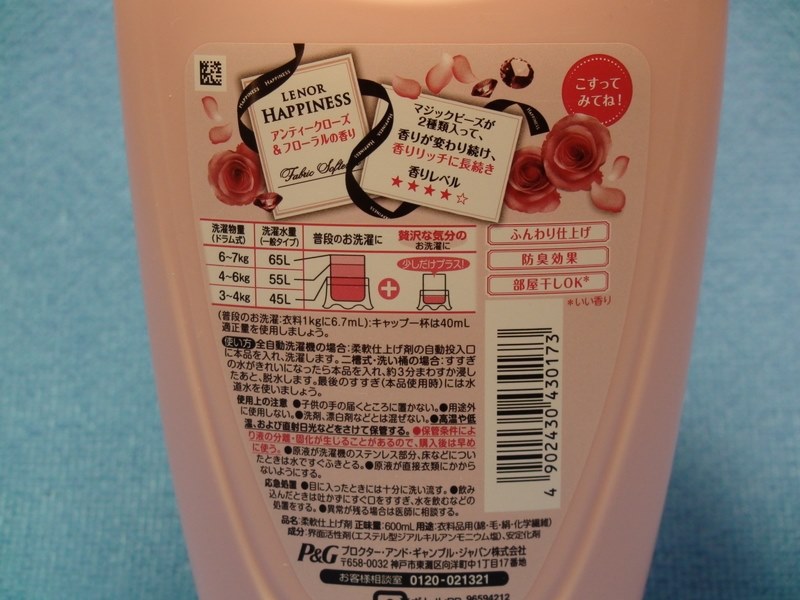 LENOR
HAPPINESS
アンティークローズ
&フローラルの香り
Fabric Softe
マジックビーズが
2種類入って、
香りが変わり続け、
香りリッチに長続き
香りレベル
★★★★☆
こすって
みてね!
HAPPINESS
洗濯物量 洗濯水量 普段のお洗濯に 贅沢な気分の
(ドラム式) (一般タイプ) お洗濯に
6~7kg 65L 少しだけプラス!
4~6kg 55L
3~4kg 45L
ふんわり仕上げ
防臭効果
部屋干しOK*
*いい香り
(普段のお洗濯:衣料1kgに6.7mL):キャップ一杯は40mL
適正量を使用しましょう。
使い方 全自動洗濯機の場合:柔軟仕上げ剤の自動投入口
に本品を入れ、洗濯します。二槽式・洗い桶の場合:すすぎ
の水がきれいになったら本品を入れ、約3分まわすか浸し
たあと、脱水します。最後のすすぎ(本品使用時)には水
道水を使いましょう。
使用上の注意 ●子供の手の届くところに置かない。●用途外
に使用しない。●洗剤、漂白剤などとは混ぜない。●高温や低
温、および直射日光などをさけて保管する。●保管条件によ
り液の分離・固化が生じることがあるので、購入後は早め
に使う。●原液が洗濯機のステンレス部分、床などについ
たときは水ですぐふきとる。●原液が直接衣類にかから
ないようにする。
応急処置 ●目に入ったときには十分に洗い流す。●飲み
込んだときは吐かずにすぐ口をすすぎ、水を飲むなどの
処置をする。●異常が残る場合は医師に相談する。
品名:柔軟仕上げ剤 正味量:600mL 用途:衣料品用(綿・毛・絹・化学繊維)
成分:界面活性剤(エステル型ジアルキルアンモニウム塩)、安定化剤
P&G プロクター・アンド・ギャンブル・ジャパン株式会社
〒658-0032 神戸市東灘区向洋町中1丁目17番地
お客様相談室 0120-021321
96594212
4 902430 430173